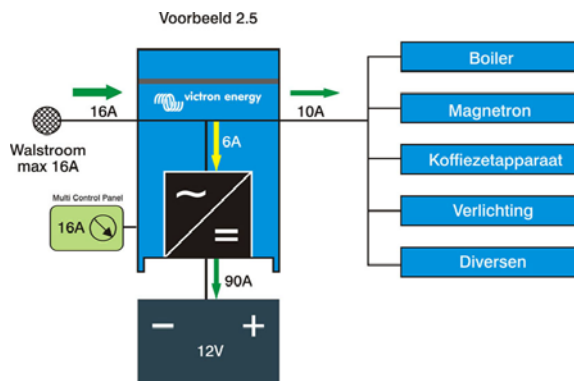 Voorbeeld 2.5
victron energy
16A
10A
Walstroom
max 16A
6A
Multi Control Panel
16A
90A
12V
Boiler
Magnetron
Koffiezetapparaat
Verlichting
Diversen